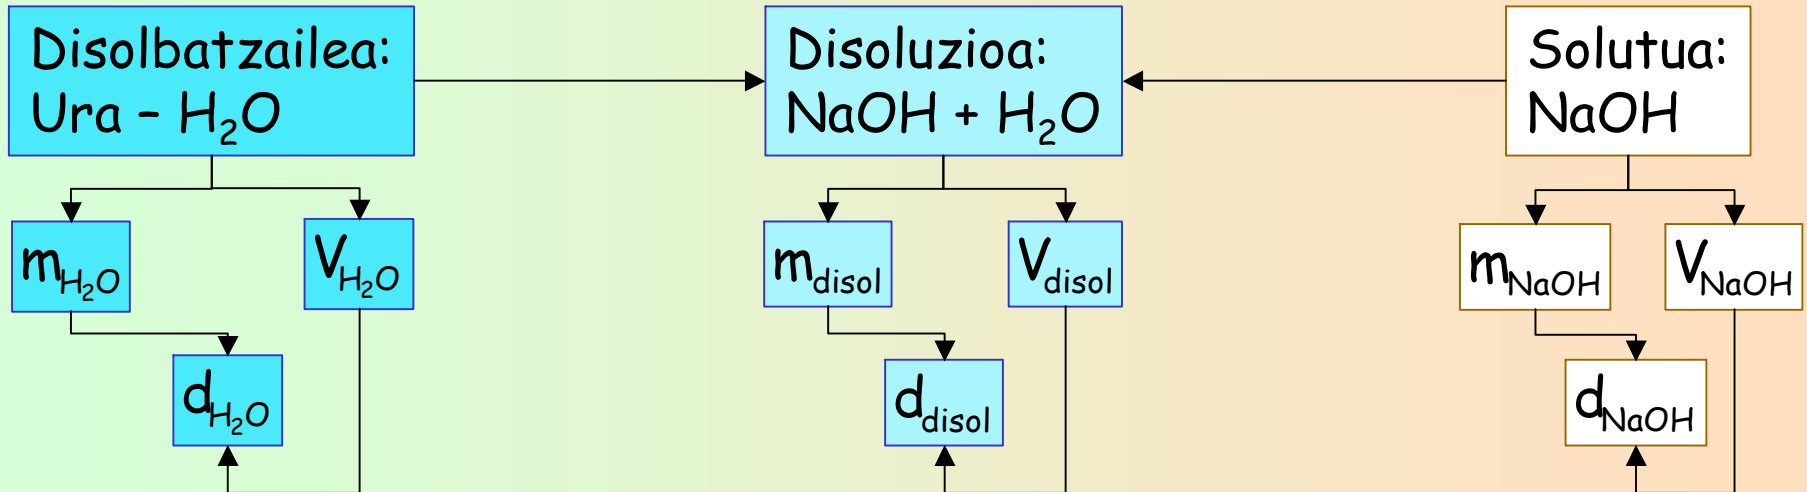 Disolbatzailea:
Ura – H₂O
Disoluzioa:
NaOH + H₂O
Solutua:
NaOH
m_H₂O
V_H₂O
m_disol
V_disol
m_NaOH
V_NaOH
d_H₂O
d_disol
d_NaOH